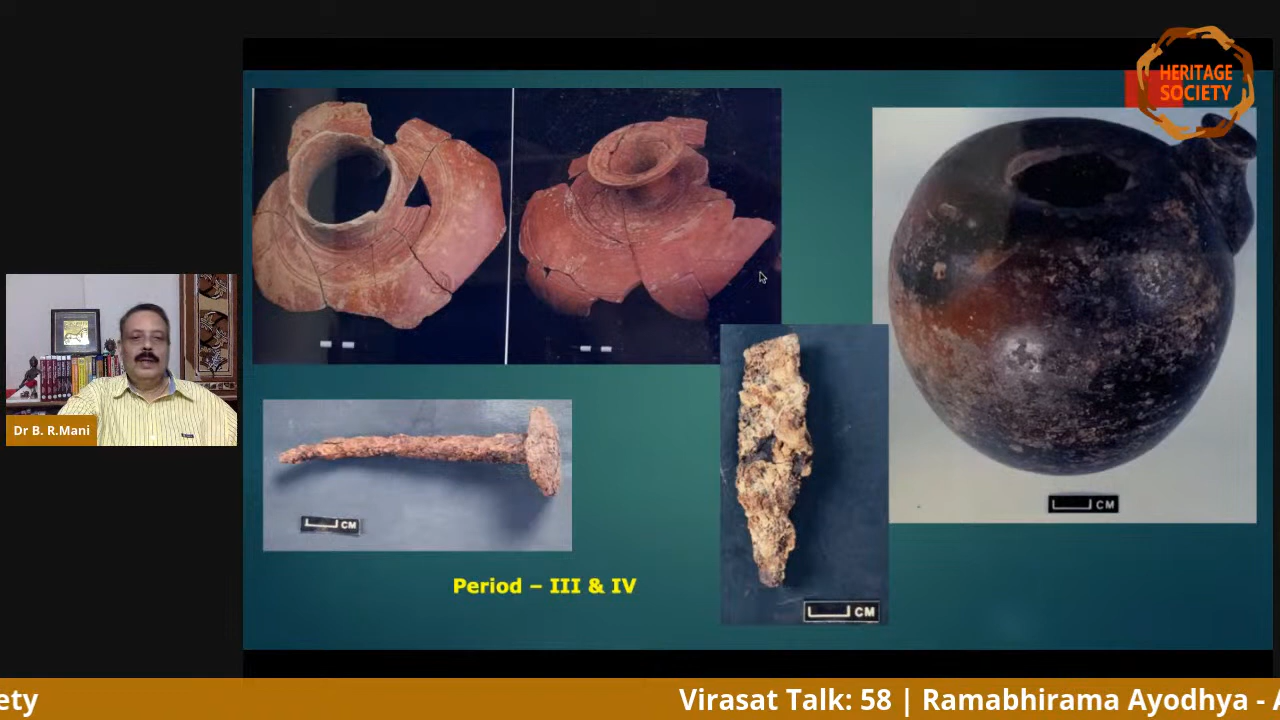 HERITAGE
SOCIETY
Dr B. R.Mani
CM
CM
CM
Period – III & IV
ety
Virasat Talk: 58 | Ramabhirama Ayodhya -